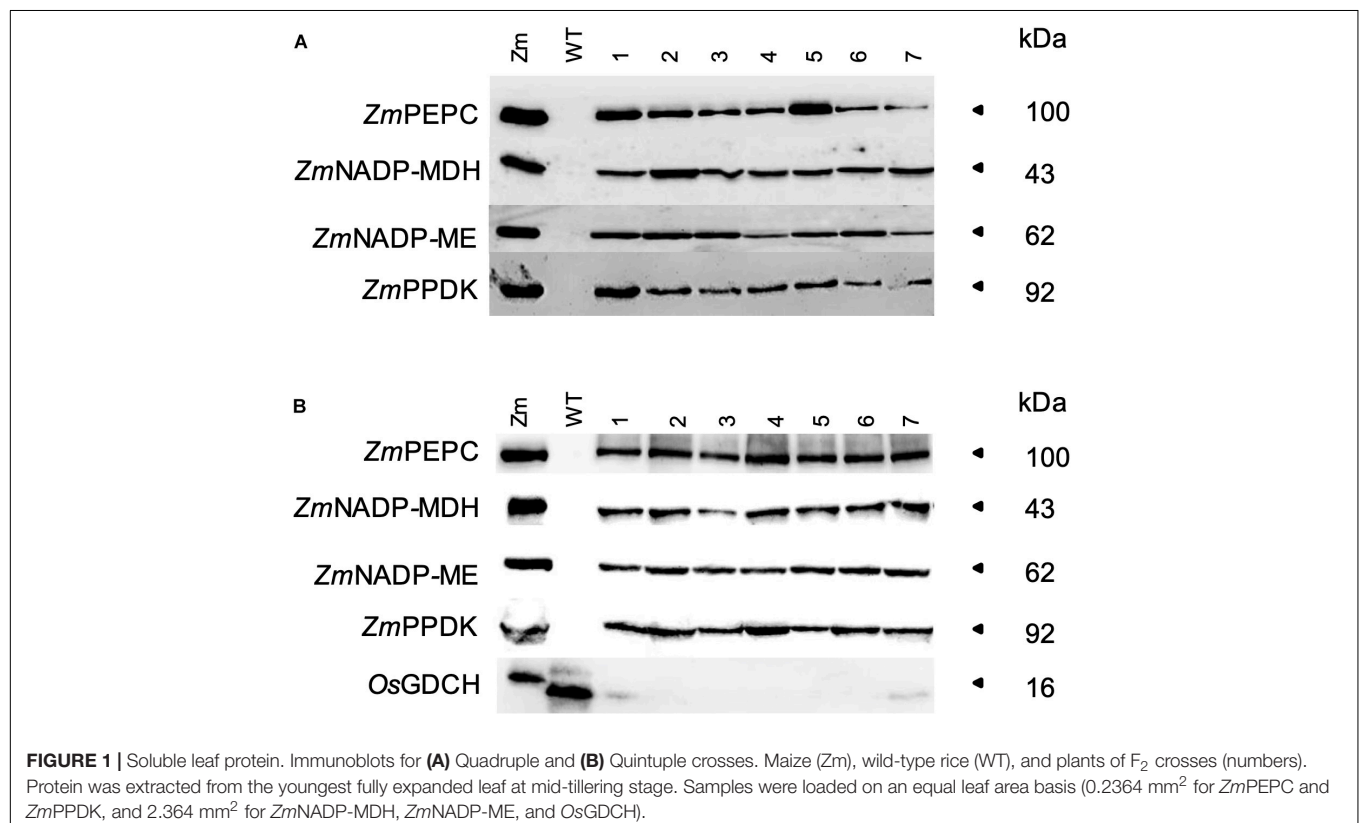 A Zm WT 1 2 3 4 5 6 7 kDa
ZmPEPC 100
ZmNADP-MDH 43
ZmNADP-ME 62
ZmPPDK 92
B Zm WT 1 2 3 4 5 6 7 kDa
ZmPEPC 100
ZmNADP-MDH 43
ZmNADP-ME 62
ZmPPDK 92
OsGDCH 16
FIGURE 1 | Soluble leaf protein. Immunoblots for (A) Quadruple and (B) Quintuple crosses. Maize (Zm), wild-type rice (WT), and plants of F2 crosses (numbers).
Protein was extracted from the youngest fully expanded leaf at mid-tillering stage. Samples were loaded on an equal leaf area basis (0.2364 mm2 for ZmPEPC and
ZmPPDK, and 2.364 mm2 for ZmNADP-MDH, ZmNADP-ME, and OsGDCH).